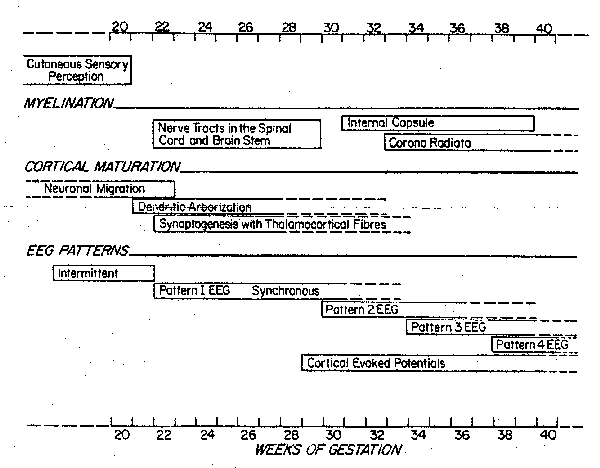 20 22 24 26 28 30 32 34 36 38 40
Cutaneous Sensory
Perception
MYELINATION
Nerve Tracts in the Spinal
Cord and Brain Stem
Internal Capsule
Corona Radiata
CORTICAL MATURATION
Neuronal Migration
Dendritic Arborization
Synaptogenesis with Thalamocortical Fibres
EEG PATTERNS
Intermittent
Pattern 1 EEG Synchronous
Pattern 2 EEG
Pattern 3 EEG
Pattern 4 EEG
Cortical Evoked Potentials
20 22 24 26 28 30 32 34 36 38 40
WEEKS OF GESTATION